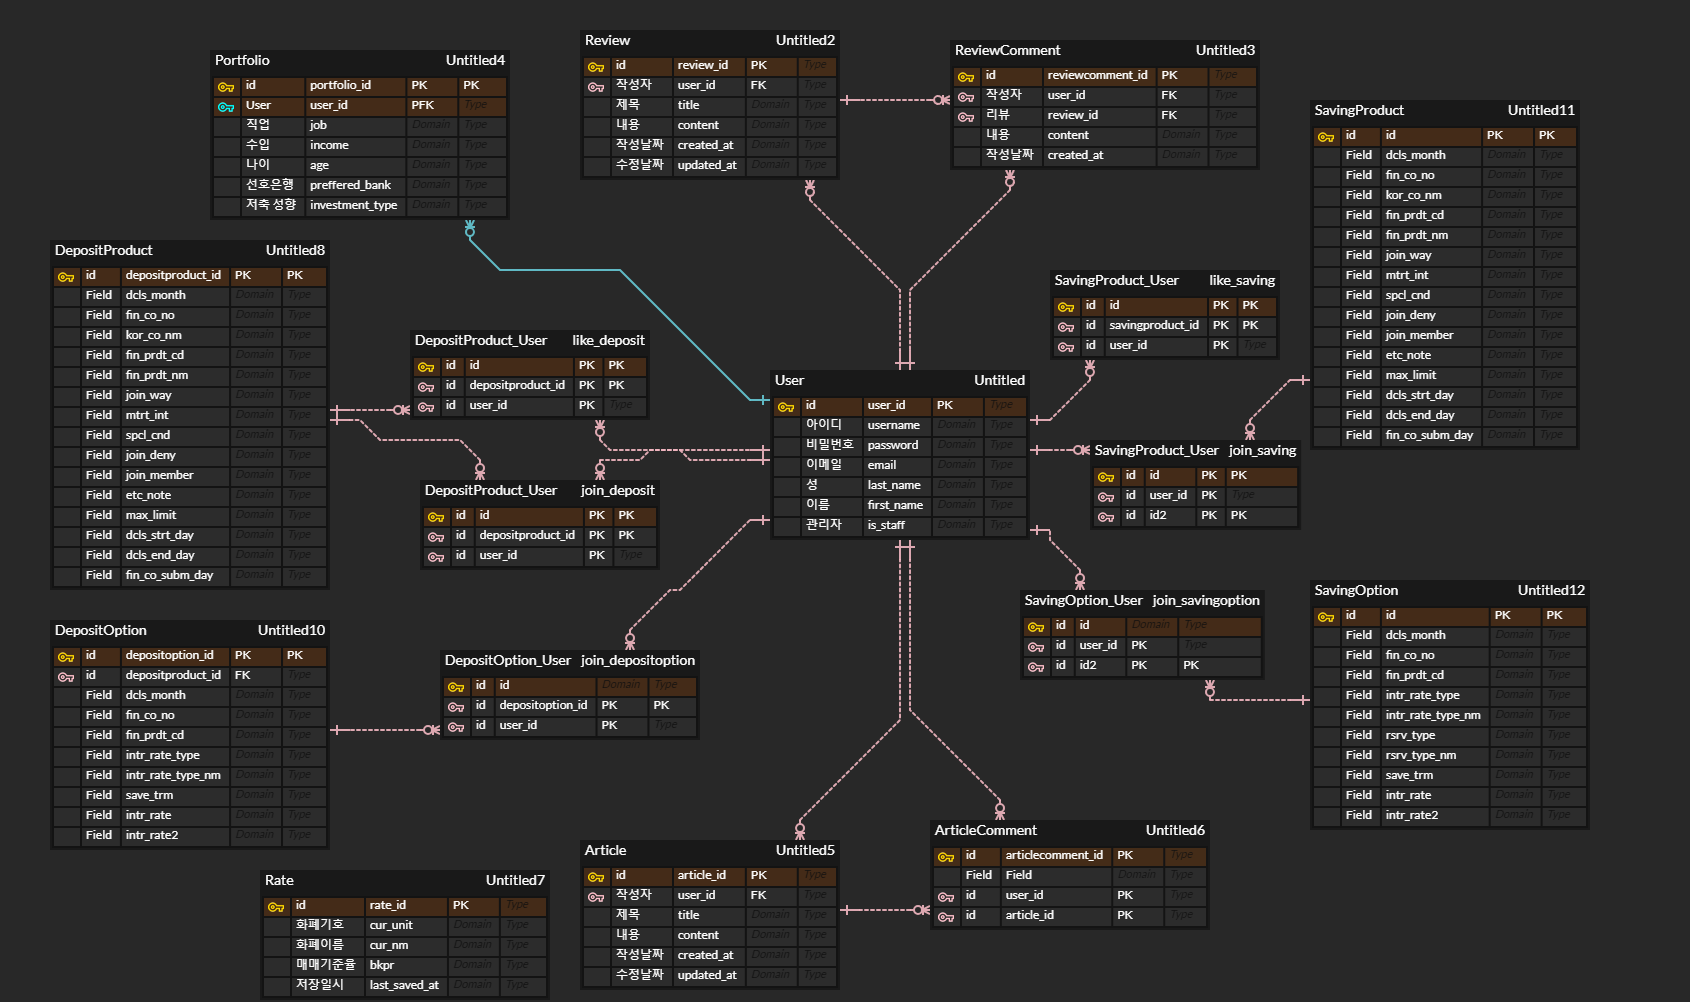 Portfolio Untitled4
id portfolio_id PK PK
User user_id PFK Type
직업 job Domain Type
수입 income Domain Type
나이 age Domain Type
선호은행 preffered_bank Domain Type
저축 성향 investment_type Domain Type
Review Untitled2
id review_id PK Type
작성자 user_id FK Type
제목 title Domain Type
내용 content Domain Type
작성날짜 created_at Domain Type
수정날짜 updated_at Domain Type
ReviewComment Untitled3
id reviewcomment_id PK Type
작성자 user_id FK Type
리뷰 review_id FK Type
내용 content Domain Type
작성날짜 created_at Domain Type
SavingProduct Untitled11
id id PK PK
Field dcls_month Domain Type
Field fin_co_no Domain Type
Field kor_co_nm Domain Type
Field fin_prdt_cd Domain Type
Field fin_prdt_nm Domain Type
Field join_way Domain Type
Field mtrt_int Domain Type
Field spcl_cnd Domain Type
Field join_deny Domain Type
Field join_member Domain Type
Field etc_note Domain Type
Field max_limit Domain Type
Field dcls_strt_day Domain Type
Field dcls_end_day Domain Type
Field fin_co_subm_day Domain Type
DepositProduct Untitled8
id depositproduct_id PK PK
Field dcls_month Domain Type
Field fin_co_no Domain Type
Field kor_co_nm Domain Type
Field fin_prdt_cd Domain Type
Field fin_prdt_nm Domain Type
Field join_way Domain Type
Field mtrt_int Domain Type
Field spcl_cnd Domain Type
Field join_deny Domain Type
Field join_member Domain Type
Field etc_note Domain Type
Field max_limit Domain Type
Field dcls_strt_day Domain Type
Field dcls_end_day Domain Type
Field fin_co_subm_day Domain Type
DepositProduct_User like_deposit
id id PK PK
id depositproduct_id PK PK
id user_id PK Type
SavingProduct_User like_saving
id id PK PK
id savingproduct_id PK PK
id user_id PK Type
User Untitled
id user_id PK Type
아이디 username Domain Type
비밀번호 password Domain Type
이메일 email Domain Type
성 last_name Domain Type
이름 first_name Domain Type
관리자 is_staff Domain Type
SavingProduct_User join_saving
id id PK PK
id user_id PK Type
id id2 PK PK
DepositProduct_User join_deposit
id id PK PK
id depositproduct_id PK PK
id user_id PK Type
SavingOption_User join_savingoption
id id Domain Type
id user_id PK Type
id id2 PK PK
SavingOption Untitled12
id id PK PK
Field dcls_month Domain Type
Field fin_co_no Domain Type
Field fin_prdt_cd Domain Type
Field intr_rate_type Domain Type
Field intr_rate_type_nm Domain Type
Field rsrv_type Domain Type
Field rsrv_type_nm Domain Type
Field save_trm Domain Type
Field intr_rate Domain Type
Field intr_rate2 Domain Type
DepositOption Untitled10
id depositoption_id PK PK
id depositproduct_id FK Type
Field dcls_month Domain Type
Field fin_co_no Domain Type
Field fin_prdt_cd Domain Type
Field intr_rate_type Domain Type
Field intr_rate_type_nm Domain Type
Field save_trm Domain Type
Field intr_rate Domain Type
Field intr_rate2 Domain Type
DepositOption_User join_depositoption
id id Domain Type
id depositoption_id PK PK
id user_id PK Type
Article Untitled5
id article_id PK Type
작성자 user_id FK Type
제목 title Domain Type
내용 content Domain Type
작성날짜 created_at Domain Type
수정날짜 updated_at Domain Type
ArticleComment Untitled6
id articlecomment_id PK Type
Field Field Domain Type
id user_id PK Type
id article_id PK Type
Rate Untitled7
id rate_id PK Type
화폐기호 cur_unit Domain Type
화폐이름 cur_nm Domain Type
매매기준율 bkpr Domain Type
저장일시 last_saved_at Domain Type